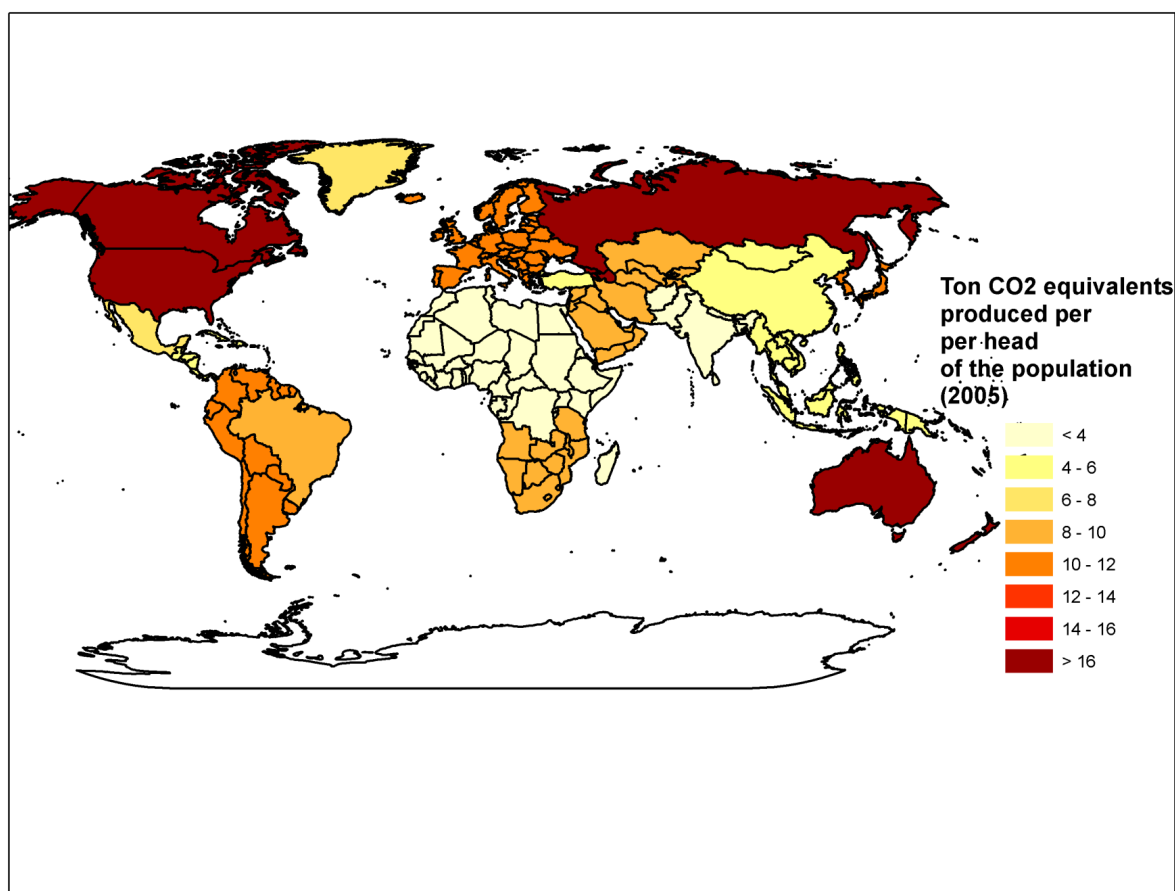 Ton CO2 equivalents
produced per
per head
of the population
(2005)
< 4
4 - 6
6 - 8
8 - 10
10 - 12
12 - 14
14 - 16
> 16